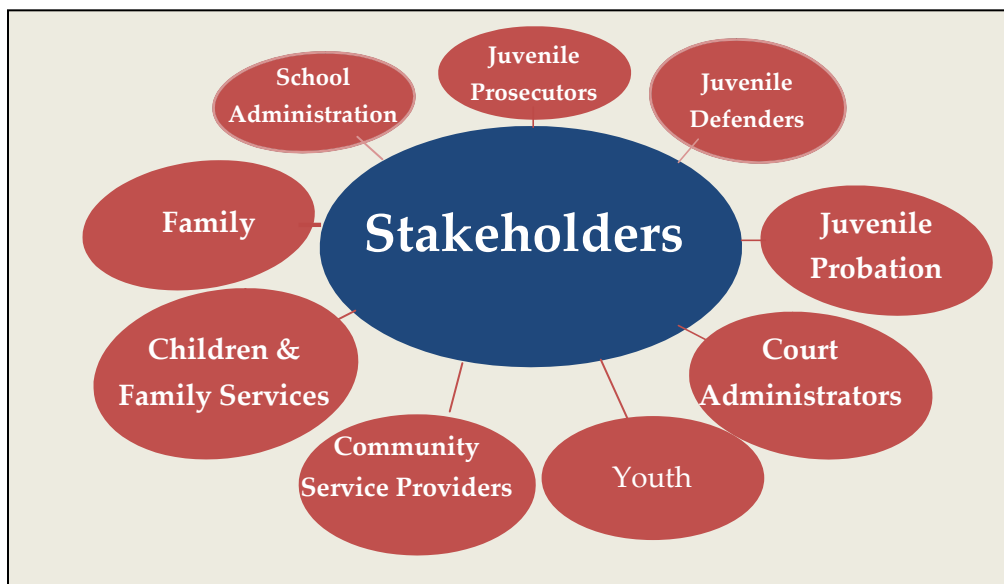 Stakeholders
Juvenile
Prosecutors
Juvenile
Defenders
Juvenile
Probation
Court
Administrators
Youth
Community
Service Providers
Children &
Family Services
Family
School
Administration